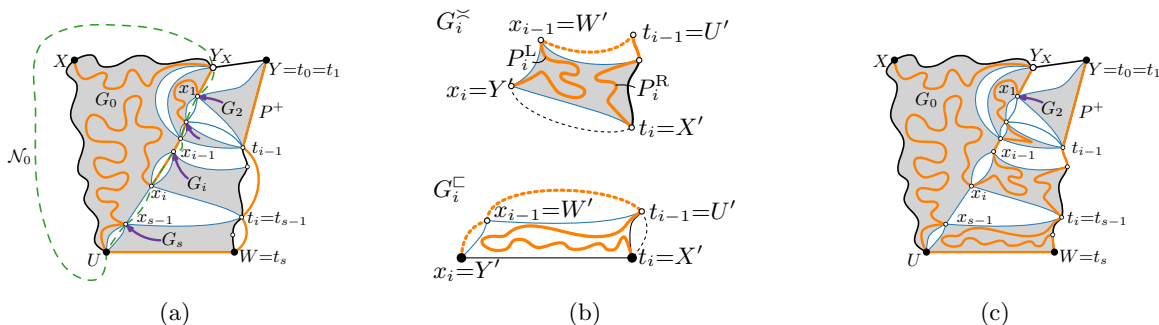 X
Y_X
Y=t_0=t_1
G_0
x_1
G_2
P^+
N_0
x_{i-1}
t_{i-1}
G_i
x_i
x_{s-1}
t_i=t_{s-1}
G_s
U
W=t_s
(a)
G_i^≍
x_{i-1}=W'
t_{i-1}=U'
P_i^L
x_i=Y'
P_i^R
t_i=X'
G_i^⊏
x_{i-1}=W'
t_{i-1}=U'
x_i=Y'
t_i=X'
(b)
X
Y_X
Y=t_0=t_1
G_0
x_1
G_2
P^+
x_{i-1}
t_{i-1}
x_i
x_{s-1}
t_i=t_{s-1}
U
W=t_s
(c)